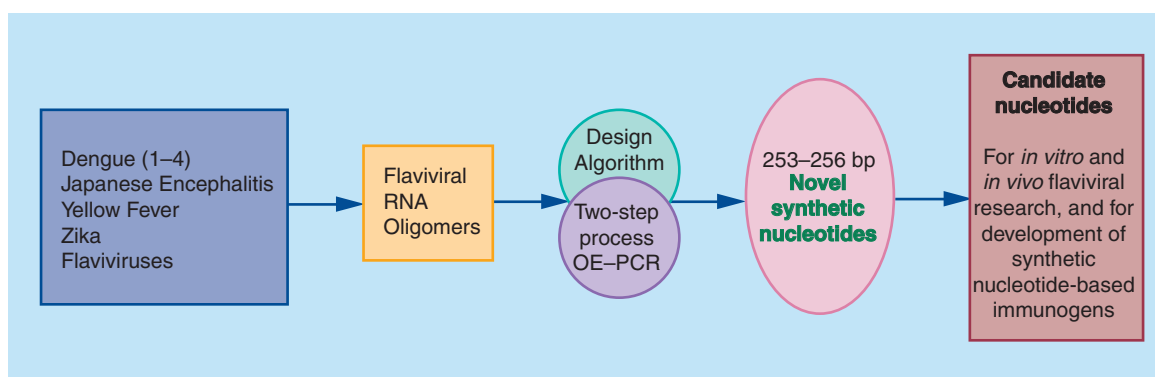 Dengue (1–4)
Japanese Encephalitis
Yellow Fever
Zika
Flaviviruses
Flaviviral
RNA
Oligomers
Design
Algorithm
Two-step
process
OE–PCR
253–256 bp
Novel
synthetic
nucleotides
Candidate
nucleotides
For in vitro and
in vivo flaviviral
research, and for
development of
synthetic
nucleotide-based
immunogens